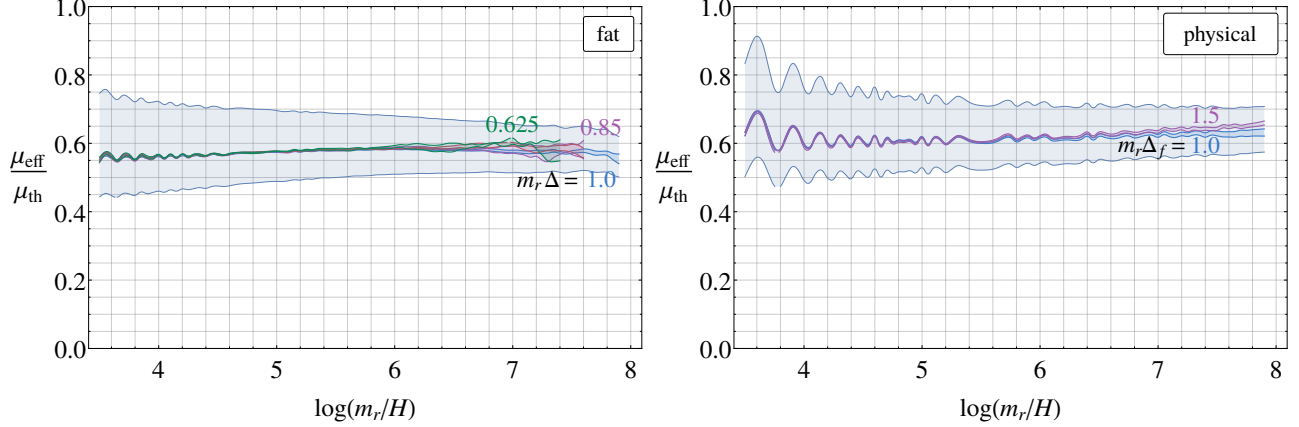 fat
1.0
0.8
0.6
0.4
0.2
0.0
μeff
μth
0.625
0.85
mrΔ = 1.0
4 5 6 7 8
log(mr/H)
physical
1.0
0.8
0.6
0.4
0.2
0.0
μeff
μth
1.5
mrΔf = 1.0
4 5 6 7 8
log(mr/H)